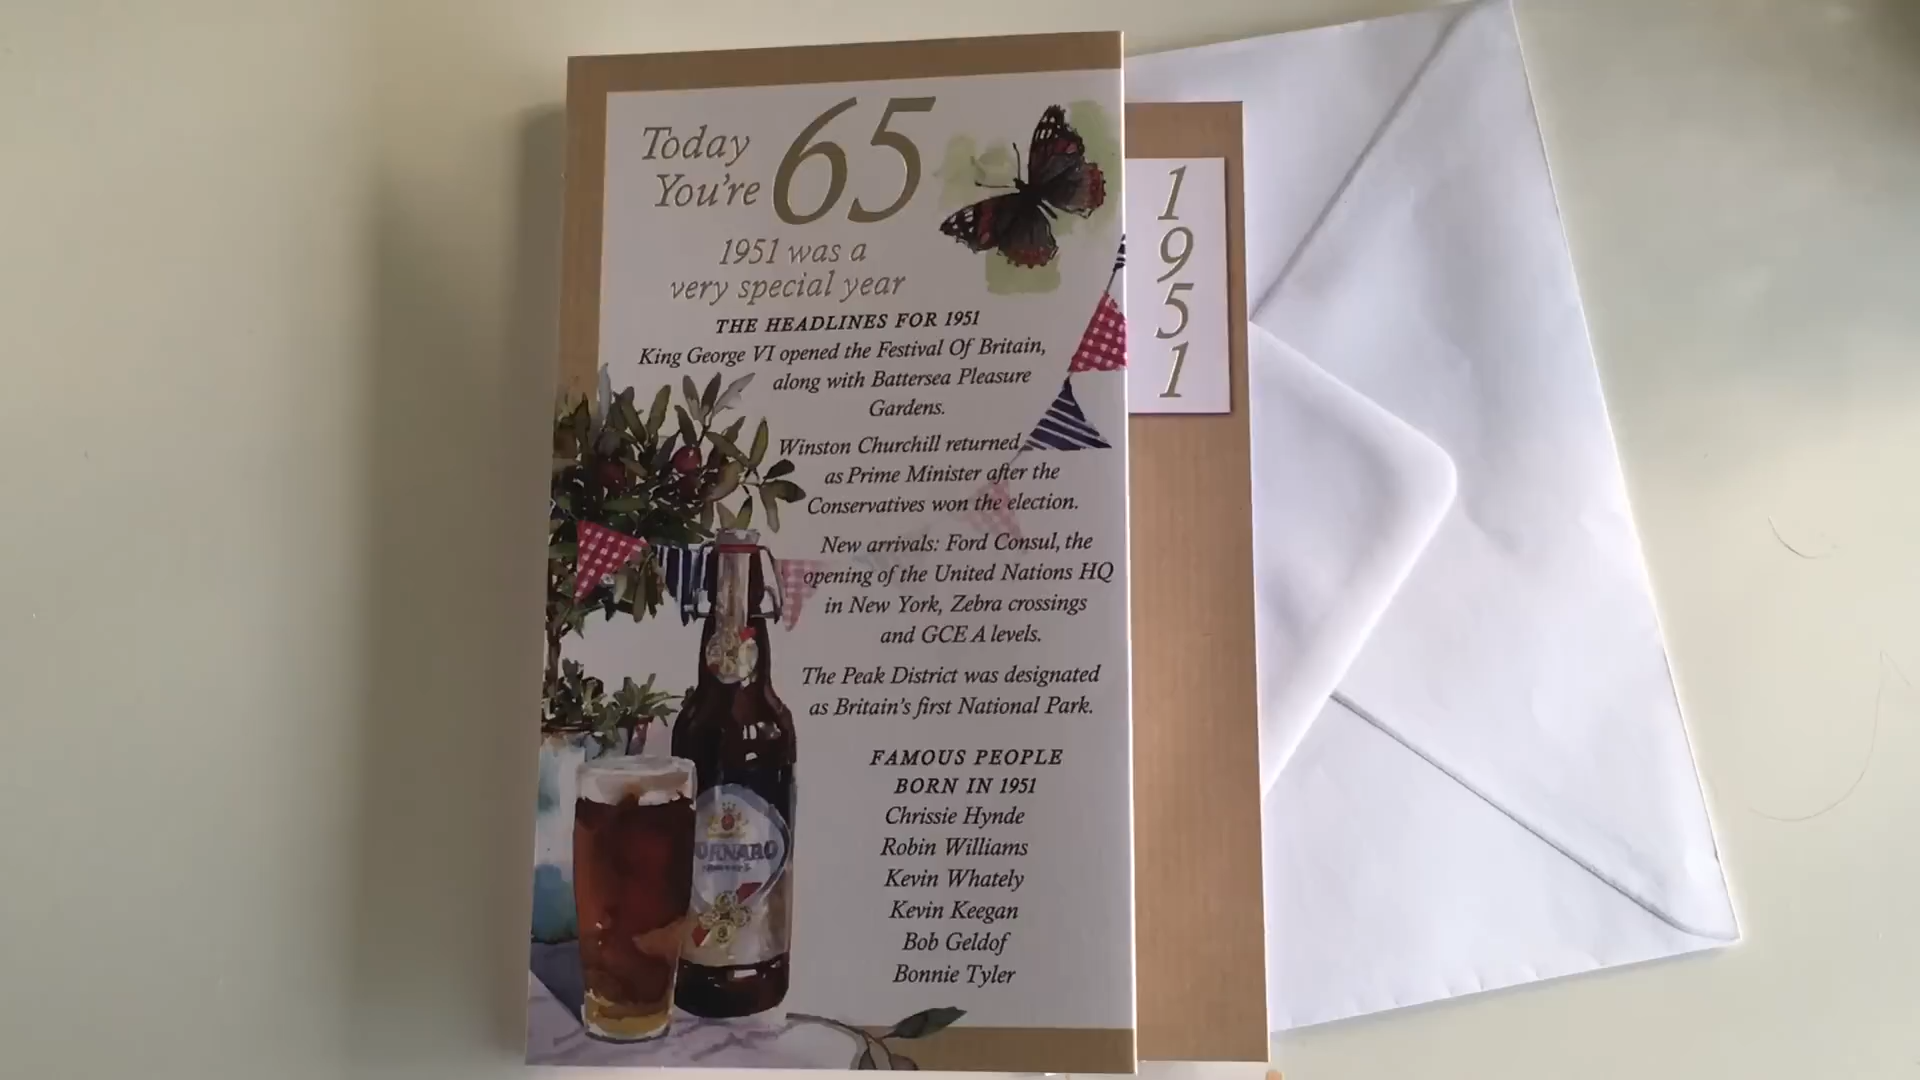 Today
You're 65
1951 was a
very special year
THE HEADLINES FOR 1951
King George VI opened the Festival Of Britain,
along with Battersea Pleasure
Gardens.
Winston Churchill returned
as Prime Minister after the
Conservatives won the election.
New arrivals: Ford Consul, the
opening of the United Nations HQ
in New York, Zebra crossings
and GCE A levels.
The Peak District was designated
as Britain's first National Park.
FAMOUS PEOPLE
BORN IN 1951
Chrissie Hynde
Robin Williams
Kevin Whately
Kevin Keegan
Bob Geldof
Bonnie Tyler
1
9
5
1